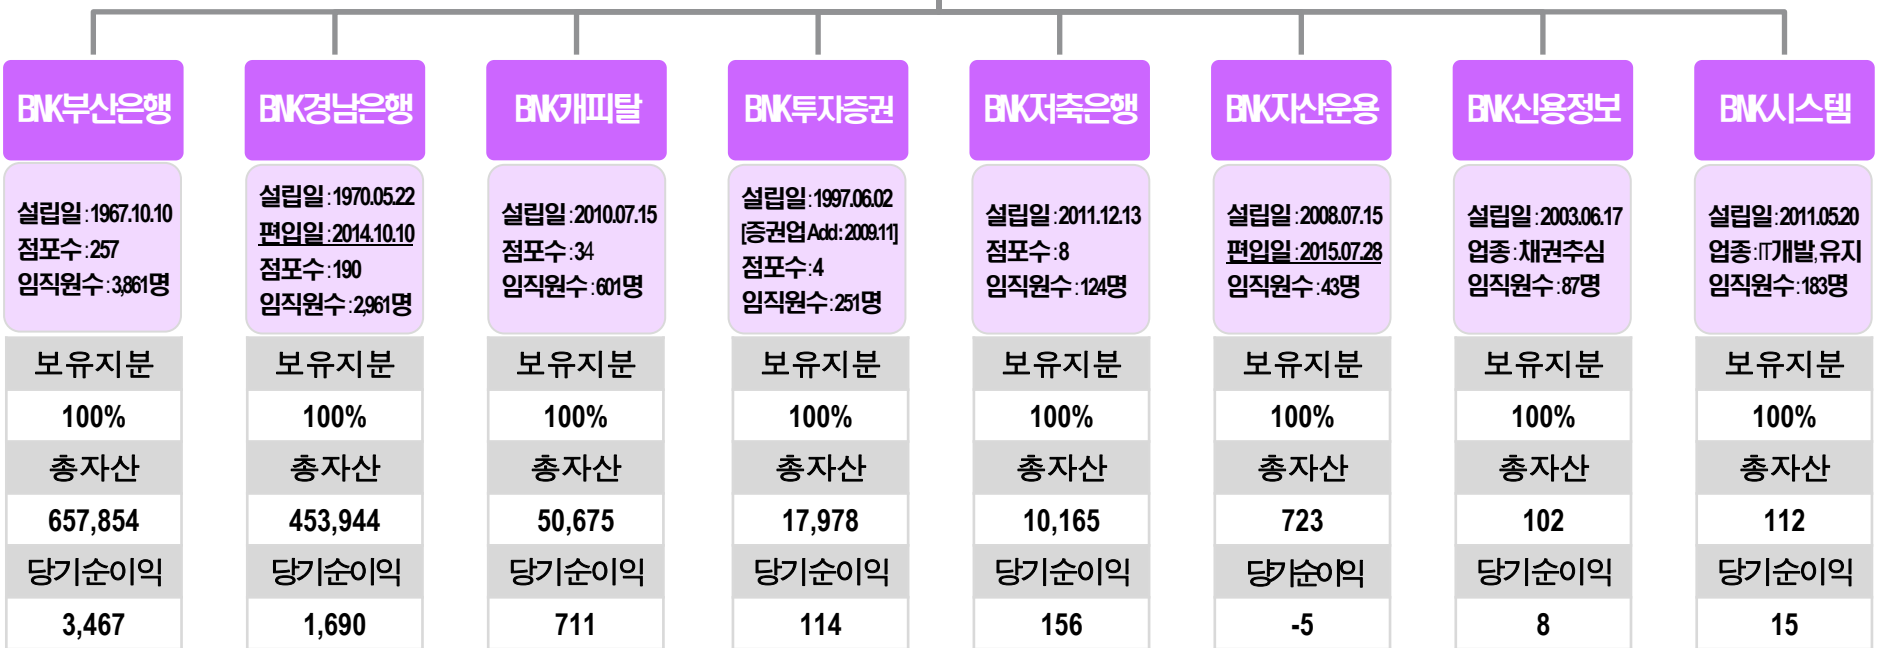 BNK부산은행
설립일 : 1967.10.10
점포수 : 257
임직원수 : 3,861명
보유지분
100%
총자산
657,854
당기순이익
3,467
BNK경남은행
설립일 : 1970.05.22
편입일 : 2014.10.10
점포수 : 190
임직원수 : 2,961명
보유지분
100%
총자산
453,944
당기순이익
1,690
BNK캐피탈
설립일 : 2010.07.15
점포수 : 34
임직원수 : 601명
보유지분
100%
총자산
50,675
당기순이익
711
BNK투자증권
설립일 : 1997.06.02
[증권업 Add : 2009.11]
점포수 : 4
임직원수 : 251명
보유지분
100%
총자산
17,978
당기순이익
114
BNK저축은행
설립일 : 2011.12.13
점포수 : 8
임직원수 : 124명
보유지분
100%
총자산
10,165
당기순이익
156
BNK자산운용
설립일 : 2008.07.15
편입일 : 2015.07.28
임직원수 : 43명
보유지분
100%
총자산
723
당기순이익
-5
BNK신용정보
설립일 : 2003.06.17
업종 : 채권추심
임직원수 : 87명
보유지분
100%
총자산
102
당기순이익
8
BNK시스템
설립일 : 2011.05.20
업종 : IT개발, 유지
임직원수 : 183명
보유지분
100%
총자산
112
당기순이익
15